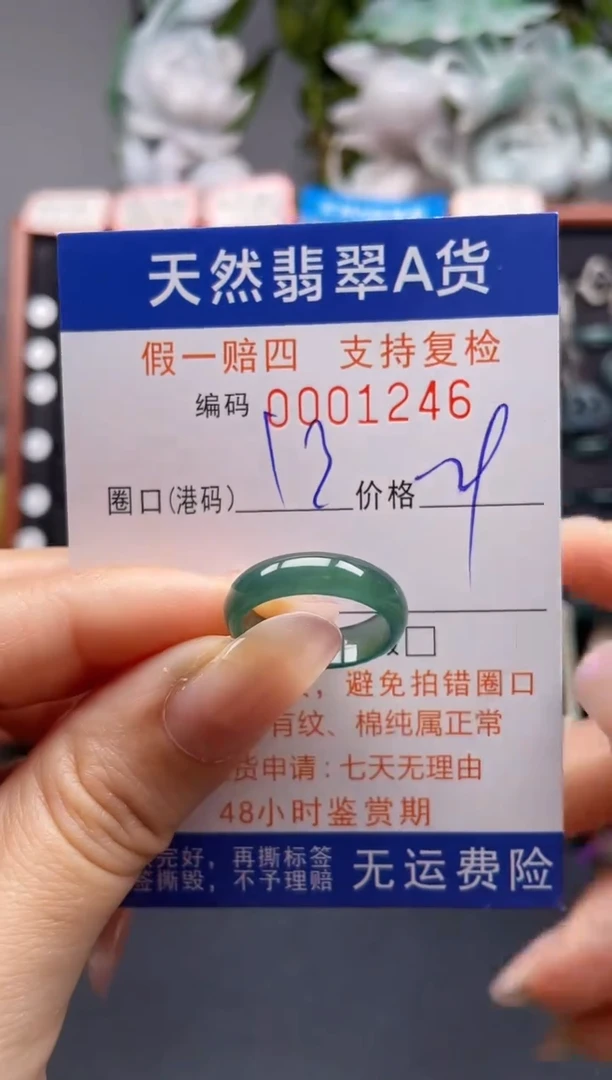 天然翡翠A货
假一赔四 支持复检
编码 0001246
圈口(港码) 13 价格
，避免拍错圈口
有纹、棉纯属正常
货申请：七天无理由
48小时鉴赏期
完好，再撕标签
签撕毁，不予理赔
无运费险